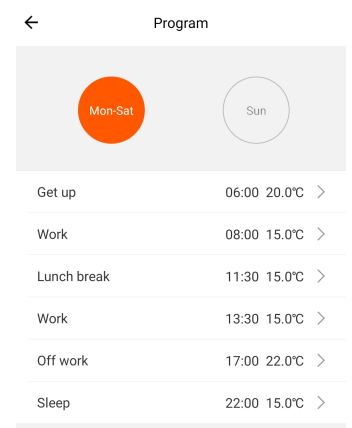 Program
Mon-Sat
Sun
Get up 06:00 20.0℃
Work 08:00 15.0℃
Lunch break 11:30 15.0℃
Work 13:30 15.0℃
Off work 17:00 22.0℃
Sleep 22:00 15.0℃